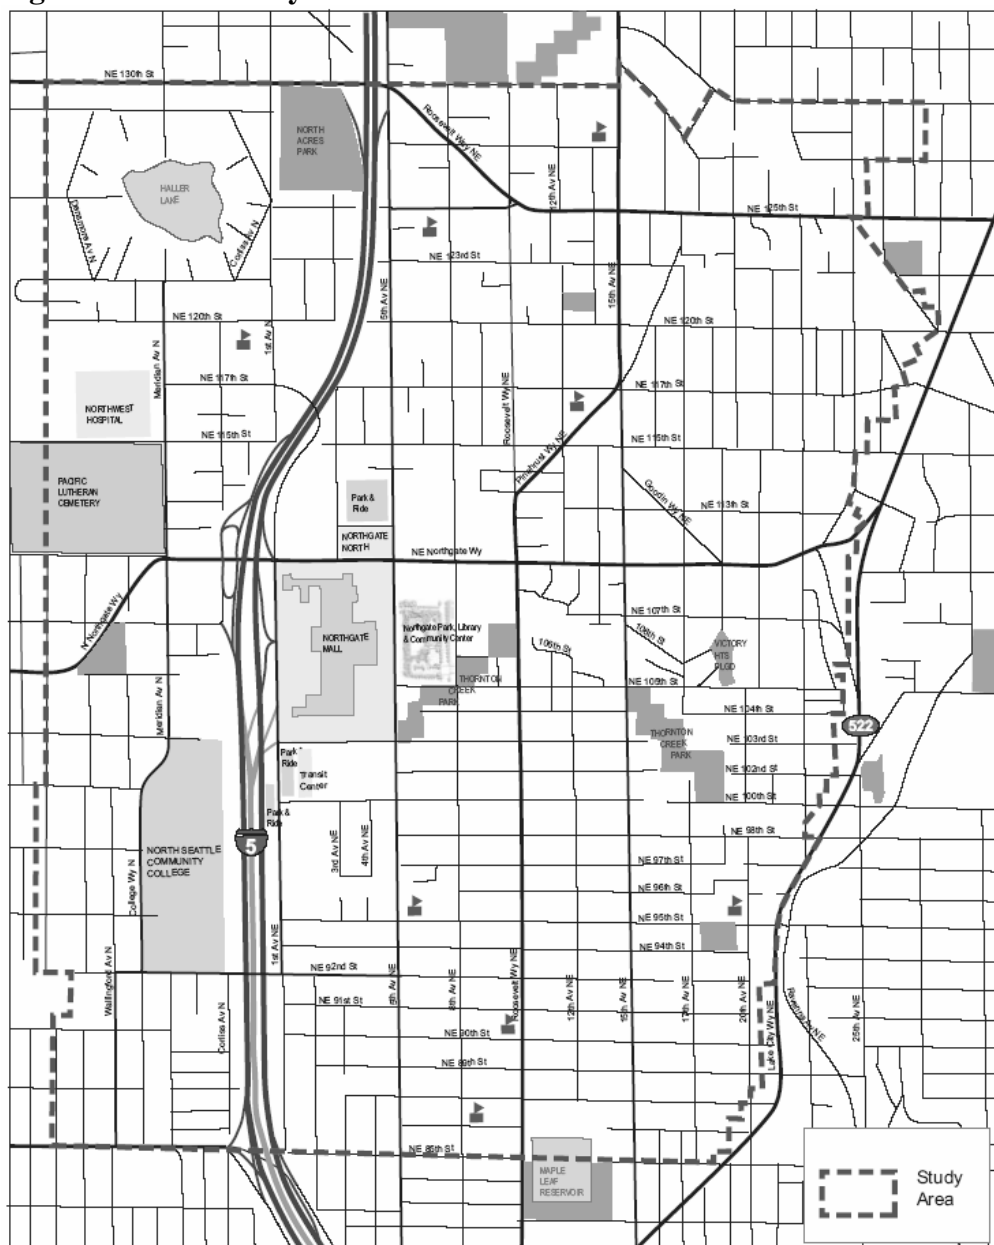 NE 130th St
NORTH
ACRES
PARK
Roosevelt Way NE
HALLER
LAKE
12th Av NE
NE 125th St
Densmore Av N
Corliss Av N
NE 123rd St
5th Av NE
15th Av NE
NE 120th St
1st Av N
NE 120th St
Meridian Av N
NE 117th St
NE 117th St
Roosevelt Wy NE
NORTHWEST
HOSPITAL
NE 115th St
NE 115th St
Pinehrust Wy NE
PACIFIC
LUTHERAN
CEMETERY
Park &
Ride
Goodin Wy NE
NE 113th St
NORTHGATE
NORTH
NE Northgate Wy
N Northgate Wy
NORTHGATE
MALL
Northgate Park, Library
& Community Center
NE 107th St
106th St
106th St
VICTORY
HTS
PLGD
THORNTON
CREEK
PARK
NE 105th St
Meridian Av N
NE 104th St
522
THORNTON
CREEK
PARK
NE 103rd St
Park
Ride
Transit
Center
NE 102nd St
NE 100th St
Park &
Ride
5
3rd Av NE
4th Av NE
NE 98th St
NORTH SEATTLE
COMMUNITY
COLLEGE
College Wy N
NE 97th St
NE 96th St
NE 95th St
1st Av NE
NE 94th St
Wallingford Av N
NE 92nd St
5th Av NE
8th Av NE
Roosevelt Wy NE
12th Av NE
15th Av NE
17th Av NE
20th Av NE
Lake City Wy NE
Ravenna Av NE
25th Av NE
NE 91st St
Corliss Av N
NE 90th St
NE 89th St
NE 85th St
MAPLE
LEAF
RESERVOIR
Study
Area